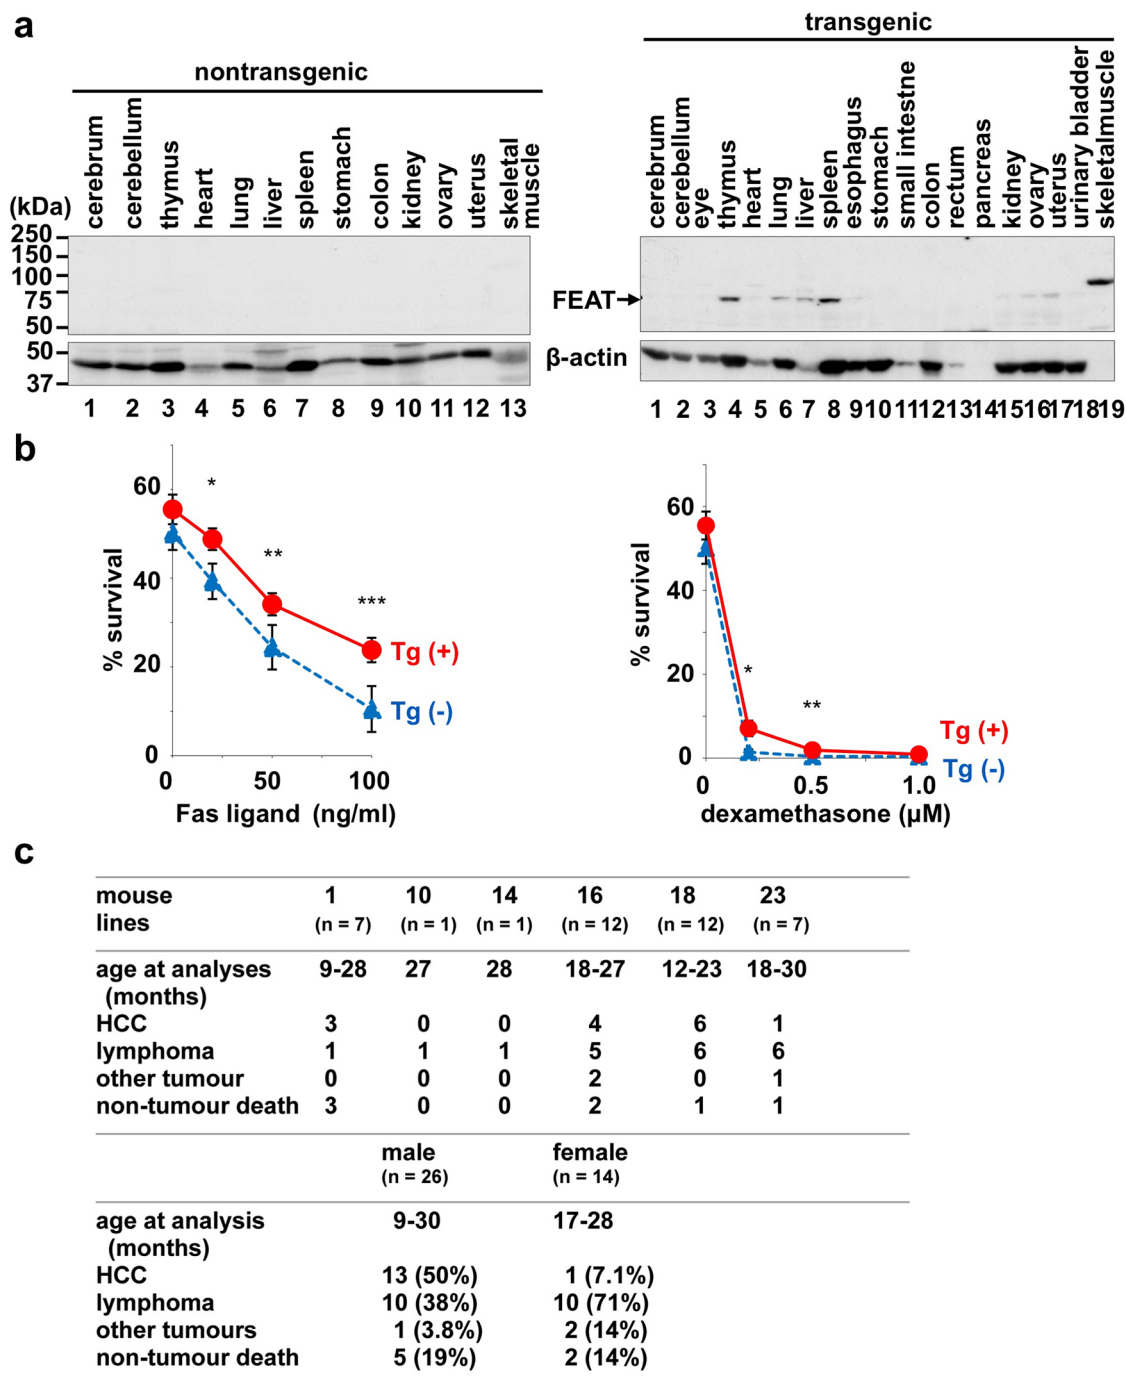 a
nontransgenic
transgenic
cerebrum
cerebellum
thymus
heart
lung
liver
spleen
stomach
colon
kidney
ovary
uterus
skeletal
muscle
cerebrum
cerebellum
eye
thymus
heart
lung
liver
spleen
esophagus
stomach
small intestne
colon
rectum
pancreas
kidney
ovary
uterus
urinary bladder
skeletalmuscle
(kDa)
250
150
100
75
50
50
37
FEAT
β-actin
1 2 3 4 5 6 7 8 9 10 11 12 13
1 2 3 4 5 6 7 8 9 10 11 12 13 14 15 16 17 18 19
b
60
40
20
0
% survival
*
**
***
Tg (+)
Tg (-)
0 50 100
Fas ligand (ng/ml)
60
40
20
0
% survival
*
**
Tg (+)
Tg (-)
0 0.5 1.0
dexamethasone (µM)
c
mouse 1 10 14 16 18 23
lines (n = 7) (n = 1) (n = 1) (n = 12) (n = 12) (n = 7)
age at analyses 9-28 27 28 18-27 12-23 18-30
(months)
HCC 3 0 0 4 6 1
lymphoma 1 1 1 5 6 6
other tumour 0 0 0 2 0 1
non-tumour death 3 0 0 2 1 1
male female
(n = 26) (n = 14)
age at analysis 9-30 17-28
(months)
HCC 13 (50%) 1 (7.1%)
lymphoma 10 (38%) 10 (71%)
other tumours 1 (3.8%) 2 (14%)
non-tumour death 5 (19%) 2 (14%)